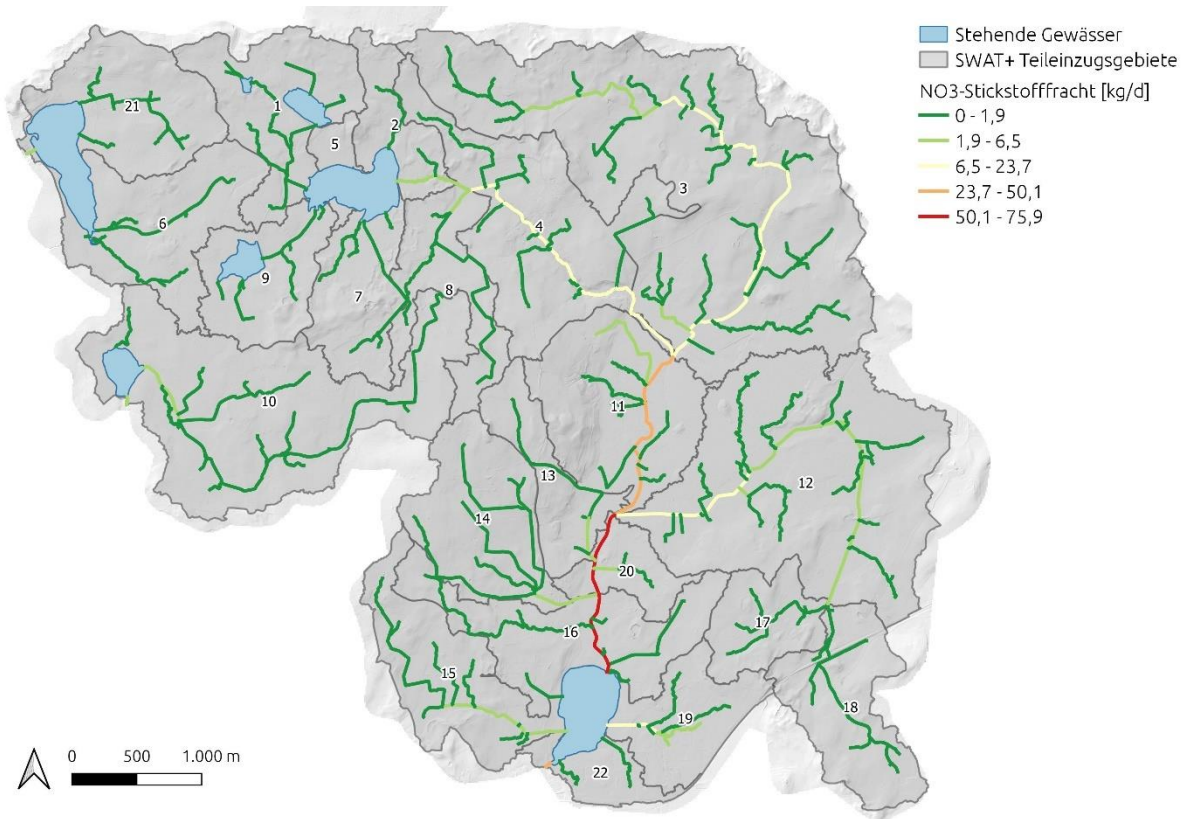 Stehende Gewässer
SWAT+ Teileinzugsgebiete
NO3-Stickstofffracht [kg/d]
0 - 1,9
1,9 - 6,5
6,5 - 23,7
23,7 - 50,1
50,1 - 75,9
21
1
2
5
3
6
4
9
7
8
10
11
13
12
14
20
17
16
15
18
19
22
0 500 1.000 m